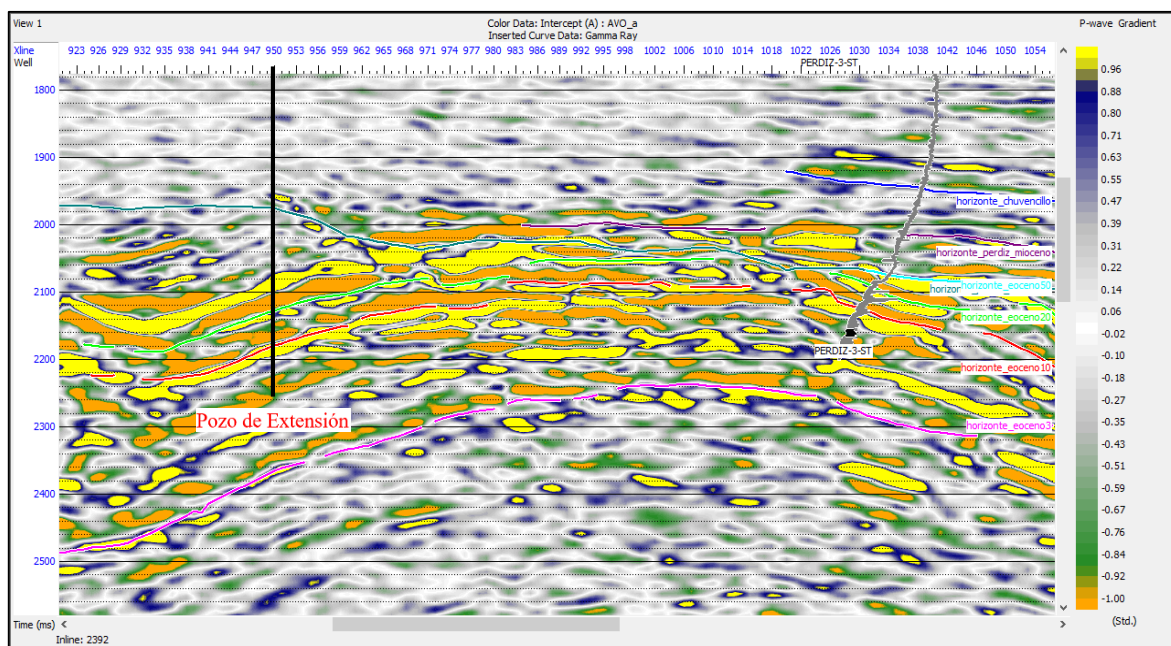 View 1
Color Data: Intercept (A) : AVO_a
P-wave Gradient
Inserted Curve Data: Gamma Ray
Xline 923 926 929 932 935 938 941 944 947 950 953 956 959 962 965 968 971 974 977 980 983 986 989 992 995 998 1002 1006 1010 1014 1018 1022 1026 1030 1034 1038 1042 1046 1050 1054
Well PERDIZ-3-ST
1800
1900
2000
2100
2200
2300
2400
2500
horizonte_chuvencillo
horizonte_perdiz_mioceno
horizor
horizonte_eoceno50
horizonte_eoceno20
PERDIZ-3-ST
horizonte_eoceno10
Pozo de Extensión
horizonte_eoceno3
0.96
0.88
0.80
0.71
0.63
0.55
0.47
0.39
0.30
0.22
0.14
0.06
-0.02
-0.10
-0.18
-0.27
-0.35
-0.43
-0.51
-0.59
-0.67
-0.76
-0.84
-0.92
-1.00
(Std.)
Time (ms)
Inline: 2392